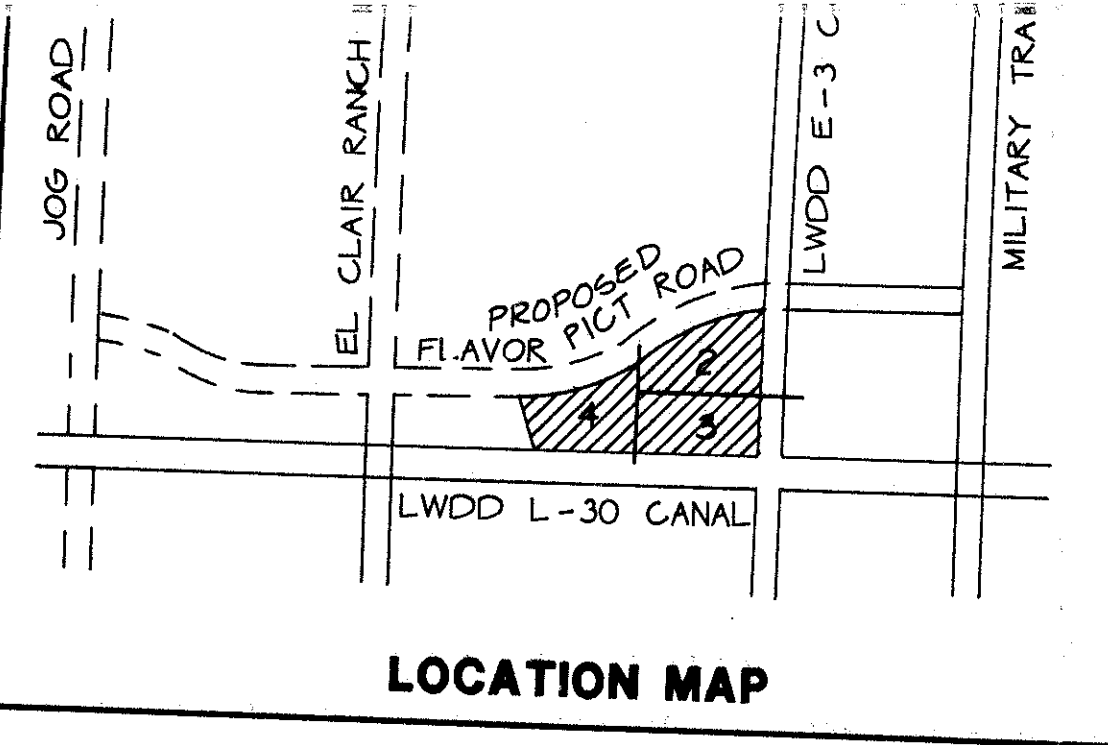 JOG ROAD
EL CLAIR RANCH
PROPOSED
FLAVOR PICT ROAD
LWDD E-3 C
MILITARY TRAI
2
4
3
LWDD L-30 CANAL
LOCATION MAP